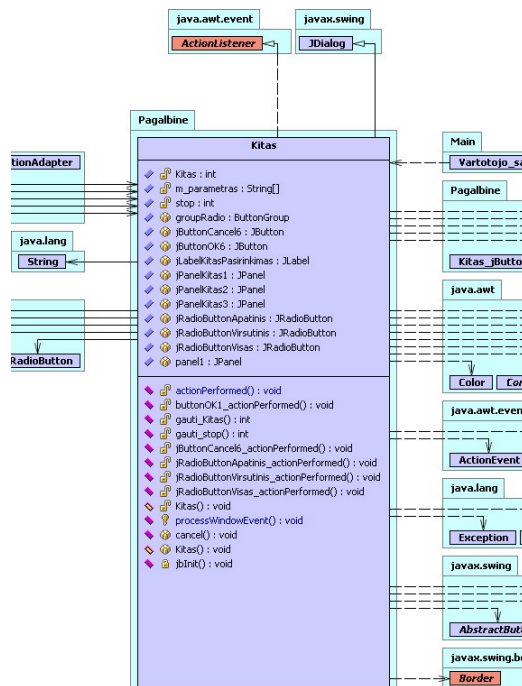 java.awt.event
ActionListener
javax.swing
JDialog
Pagalbine
Kitas
Kitas : int
m_parametras : String[]
stop : int
groupRadio : ButtonGroup
jButtonCancel6 : JButton
jButtonOK6 : JButton
jLabelKitasPasirinkimas : JLabel
jPanelKitas1 : JPanel
jPanelKitas2 : JPanel
jPanelKitas3 : JPanel
jRadioButtonApatinis : JRadioButton
jRadioButtonVirsutinis : JRadioButton
jRadioButtonVisas : JRadioButton
panel1 : JPanel
actionPerformed() : void
buttonOK1_actionPerformed() : void
gauti_Kitas() : int
gauti_stop() : int
jButtonCancel6_actionPerformed() : void
jRadioButtonApatinis_actionPerformed() : void
jRadioButtonVirsutinis_actionPerformed() : void
jRadioButtonVisas_actionPerformed() : void
Kitas() : void
processWindowEvent() : void
cancel() : void
Kitas() : void
jbInit() : void
tionAdapter
java.lang
String
RadioButton
Main
Vartotojo_sa
Pagalbine
Kitas_jButto
java.awt
Color
Con
java.awt.even
ActionEvent
java.lang
Exception
javax.swing
AbstractButt
javax.swing.bo
Border